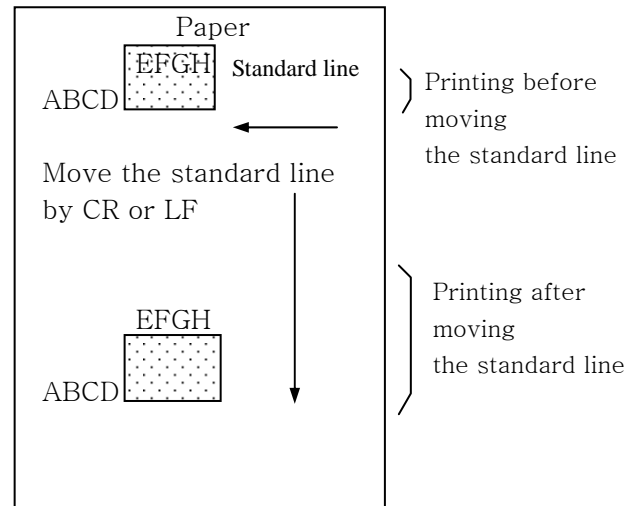 Paper
EFGH
Standard line
ABCD
Move the standard line
by CR or LF
EFGH
ABCD
Printing before
moving
the standard line
Printing after
moving
the standard line